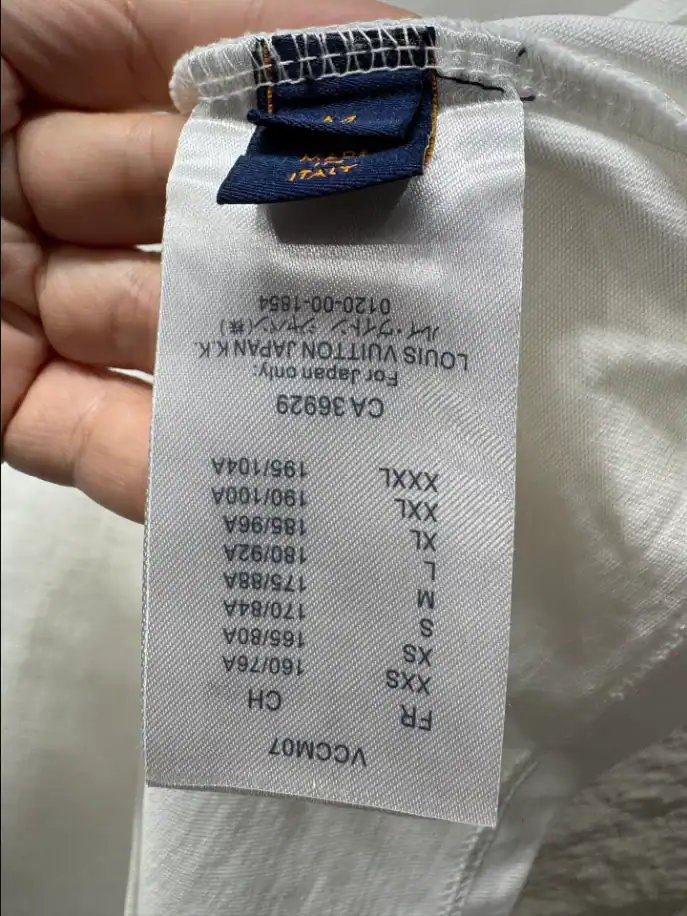 M
MADE IN
ITALY
VCCM07
FR CH
XXS 160/76A
XS 165/80A
S 170/84A
M 175/88A
L 180/92A
XL 185/96A
XXL 190/100A
XXXL 195/104A
CA 36929
For Japan only:
LOUIS VUITTON JAPAN K.K.
ルイ・ヴィトン ジャパン(株)
0120-00-1854